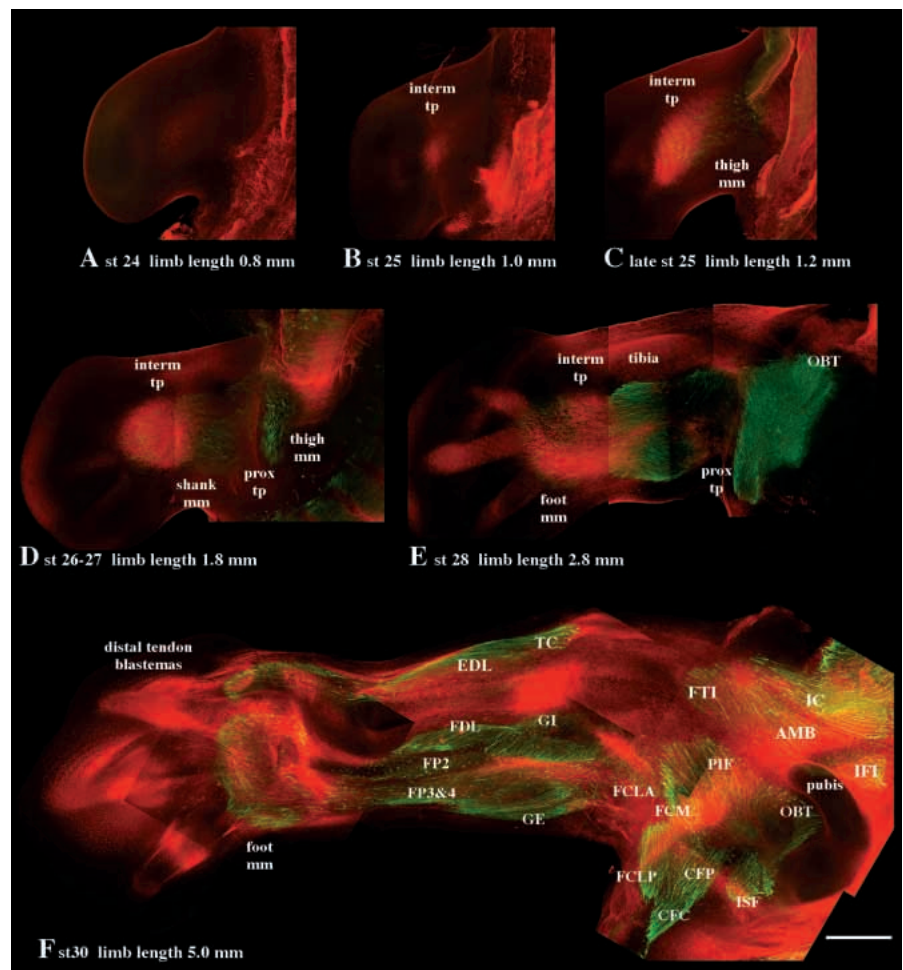 interm
tp
A st 24 limb length 0.8 mm
interm
tp
B st 25 limb length 1.0 mm
interm
tp
thigh
mm
C late st 25 limb length 1.2 mm
interm
tp
shank
mm
prox
tp
thigh
mm
D st 26-27 limb length 1.8 mm
interm
tp
tibia
OBT
prox
tp
foot
mm
E st 28 limb length 2.8 mm
distal tendon
blastemas
TC
EDL
FTI
IC
AMB
FDL
GI
FP2
PIF
IFI
pubis
FP3&4
FCLA
FCM
OBT
GE
foot
mm
FCLP
CFP
ISF
CFC
F st30 limb length 5.0 mm